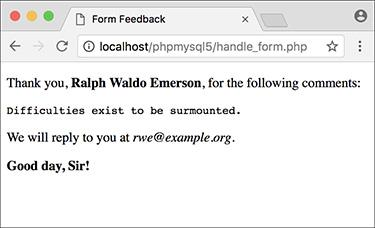 Form Feedback
localhost/phpmysql5/handle_form.php
Thank you, Ralph Waldo Emerson, for the following comments:
Difficulties exist to be surmounted.
We will reply to you at rwe@example.org.
Good day, Sir!